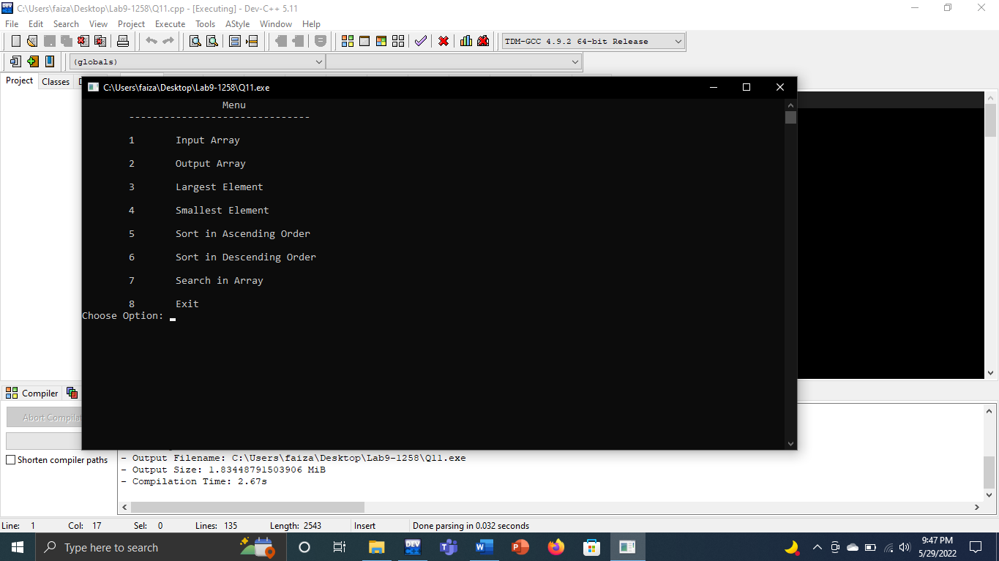 C:\Users\faiza\Desktop\Lab9-1258\Q11.cpp - [Executing] - Dev-C++ 5.11
File Edit Search View Project Execute Tools AStyle Window Help
TDM-GCC 4.9.2 64-bit Release
(globals)
Project Classes
C:\Users\faiza\Desktop\Lab9-1258\Q11.exe
Menu
-------------------------------
1 Input Array
2 Output Array
3 Largest Element
4 Smallest Element
5 Sort in Ascending Order
6 Sort in Descending Order
7 Search in Array
8 Exit
Choose Option:
Compiler
Abort
Shorten compiler paths
- Output Filename: C:\Users\faiza\Desktop\Lab9-1258\Q11.exe
- Output Size: 1.83448791503906 MiB
- Compilation Time: 2.67s
Line: 1 Col: 17 Sel: 0 Lines: 135 Length: 2543 Insert Done parsing in 0.032 seconds
Type here to search
DEV
9:47 PM
5/29/2022